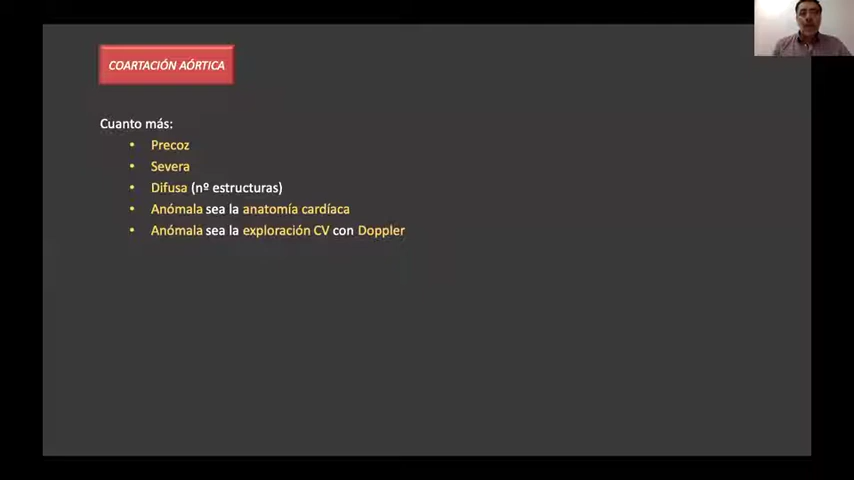 COARTACIÓN AÓRTICA
Cuanto más:
• Precoz
• Severa
• Difusa (nº estructuras)
• Anómala sea la anatomía cardíaca
• Anómala sea la exploración CV con Doppler